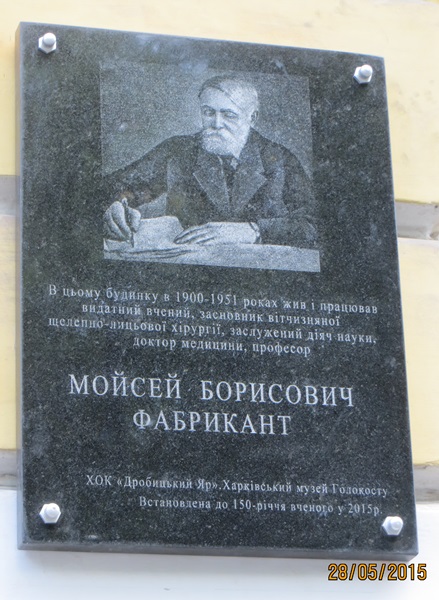 В цьому будинку в 1900-1951 роках жив і працював
видатний вчений, засновник вітчизняної
щелепно-лицьової хірургії, заслужений діяч науки,
доктор медицини, професор
МОЙСЕЙ БОРИСОВИЧ
ФАБРИКАНТ
ХОК «Дробицький Яр».Харківський музей Голокосту
Встановлена до 150-річчя вченого у 2015р.
28/05/2015